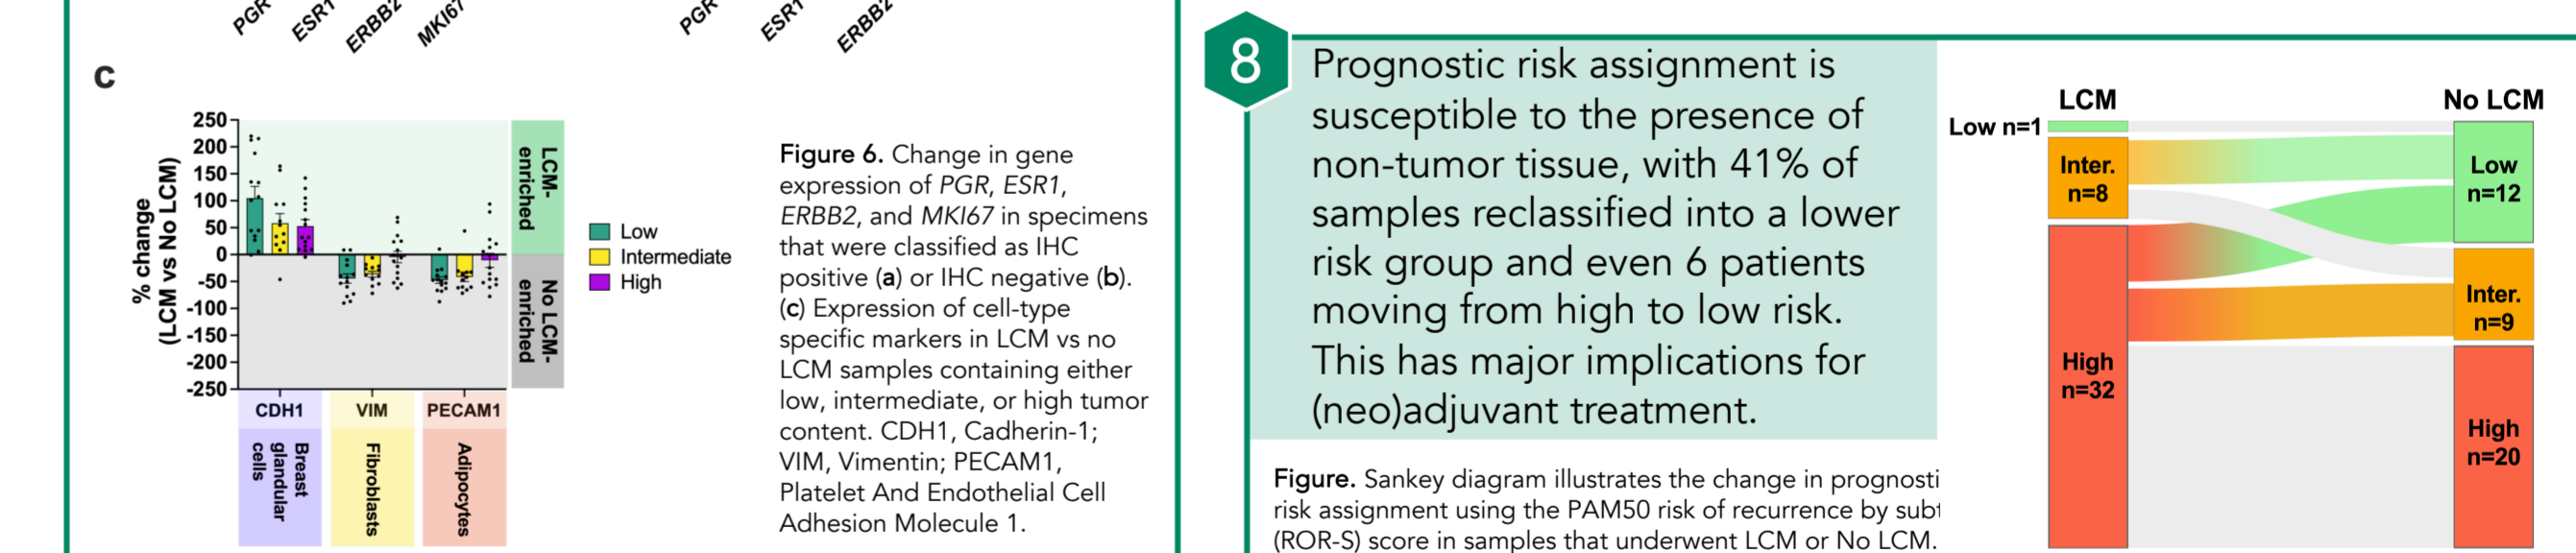 PGR ESR1 ERBB2 MKI67
PGR ESR1 ERBB2
c
% change
(LCM vs No LCM)
250
200
150
100
50
0
-50
-100
-150
-200
-250
LCM-
enriched
No LCM-
enriched
CDH1 VIM PECAM1
Breast
glandular
cells
Fibroblasts
Adipocytes
Low
Intermediate
High
Figure 6. Change in gene
expression of PGR, ESR1,
ERBB2, and MKI67 in specimens
that were classified as IHC
positive (a) or IHC negative (b).
(c) Expression of cell-type
specific markers in LCM vs no
LCM samples containing either
low, intermediate, or high tumor
content. CDH1, Cadherin-1;
VIM, Vimentin; PECAM1,
Platelet And Endothelial Cell
Adhesion Molecule 1.
8
Prognostic risk assignment is
susceptible to the presence of
non-tumor tissue, with 41% of
samples reclassified into a lower
risk group and even 6 patients
moving from high to low risk.
This has major implications for
(neo)adjuvant treatment.
Figure. Sankey diagram illustrates the change in prognosti
risk assignment using the PAM50 risk of recurrence by subt
(ROR-S) score in samples that underwent LCM or No LCM.
LCM
Low n=1
Inter.
n=8
High
n=32
No LCM
Low
n=12
Inter.
n=9
High
n=20